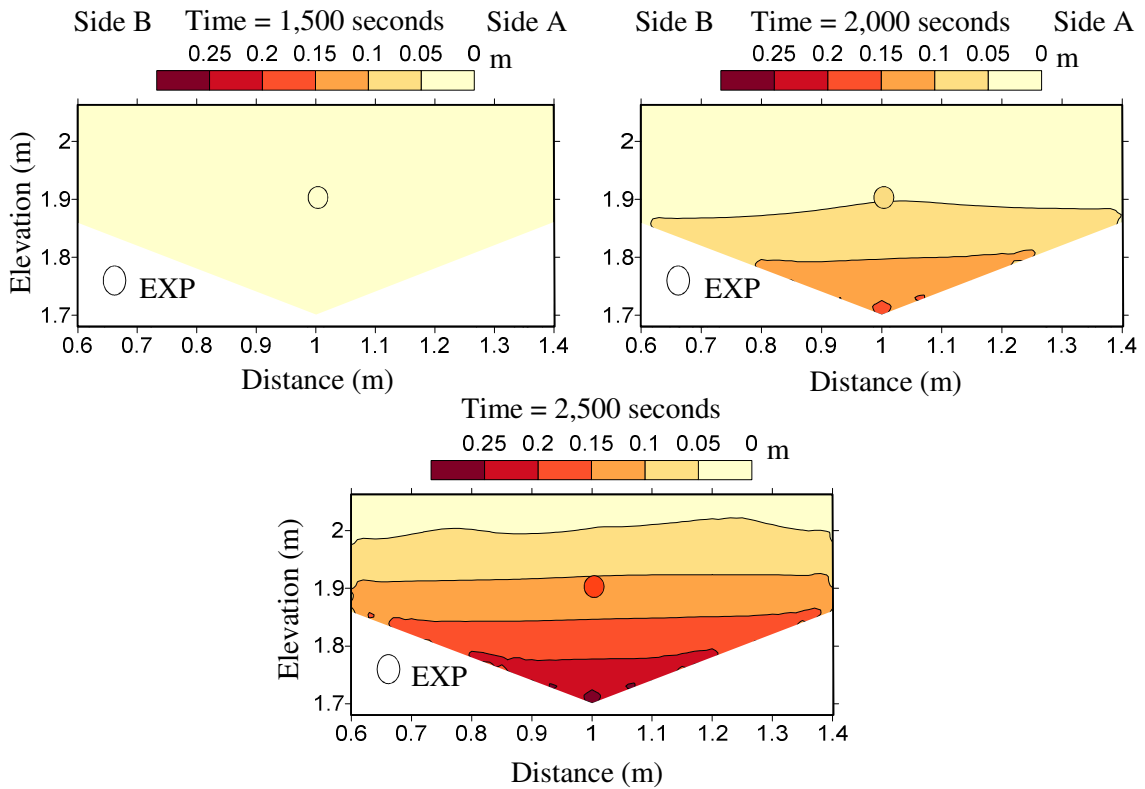 Side B Time = 1,500 seconds Side A
0.25 0.2 0.15 0.1 0.05 0 m
Elevation (m)
2
1.9
1.8
1.7
EXP
0.6 0.7 0.8 0.9 1 1.1 1.2 1.3 1.4
Distance (m)
Side B Time = 2,000 seconds Side A
0.25 0.2 0.15 0.1 0.05 0 m
2
1.9
1.8
1.7
EXP
0.6 0.7 0.8 0.9 1 1.1 1.2 1.3 1.4
Distance (m)
Time = 2,500 seconds
0.25 0.2 0.15 0.1 0.05 0 m
Elevation (m)
2
1.9
1.8
1.7
EXP
0.6 0.7 0.8 0.9 1 1.1 1.2 1.3 1.4
Distance (m)